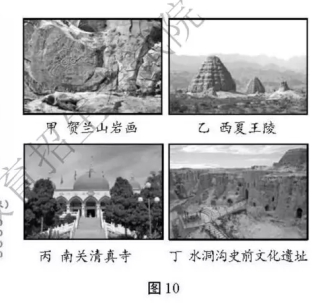 甲 贺兰山岩画
乙 西夏王陵
丙 南关清真寺
丁 水洞沟史前文化遗址
图10